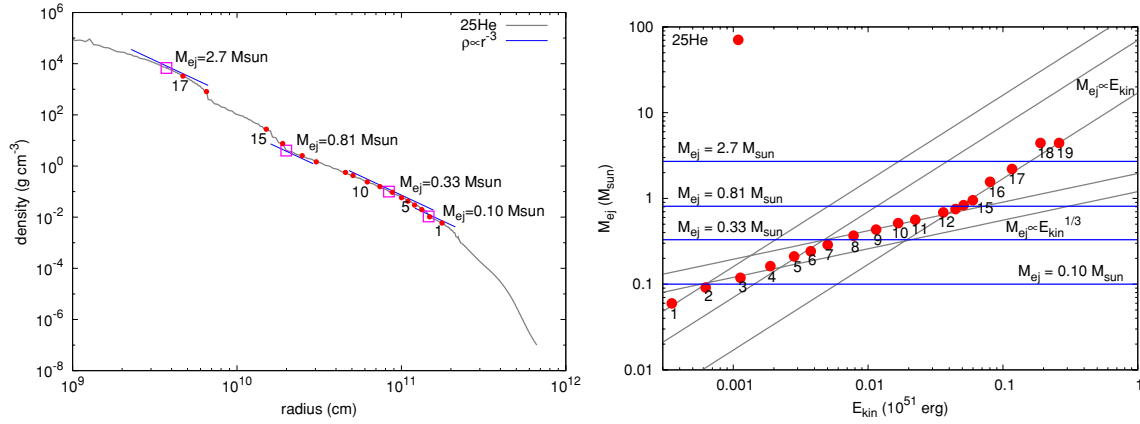 25He
ρ∝r-3
10^6
10^4
10^2
10^0
10^-2
10^-4
10^-6
10^-8
density (g cm-3)
M_ej=2.7 Msun
17
15
M_ej=0.81 Msun
10
M_ej=0.33 Msun
5
M_ej=0.10 Msun
1
10^9
10^10
10^11
10^12
radius (cm)
100
10
1
0.1
0.01
M_ej (M_sun)
25He
M_ej∝E_kin
M_ej = 2.7 M_sun
18 19
17
16
M_ej = 0.81 M_sun
15
M_ej = 0.33 M_sun
M_ej∝E_kin^1/3
12
10 11
9
8
7
6
5
4
M_ej = 0.10 M_sun
3
2
1
0.001
0.01
0.1
1
E_kin (10^51 erg)